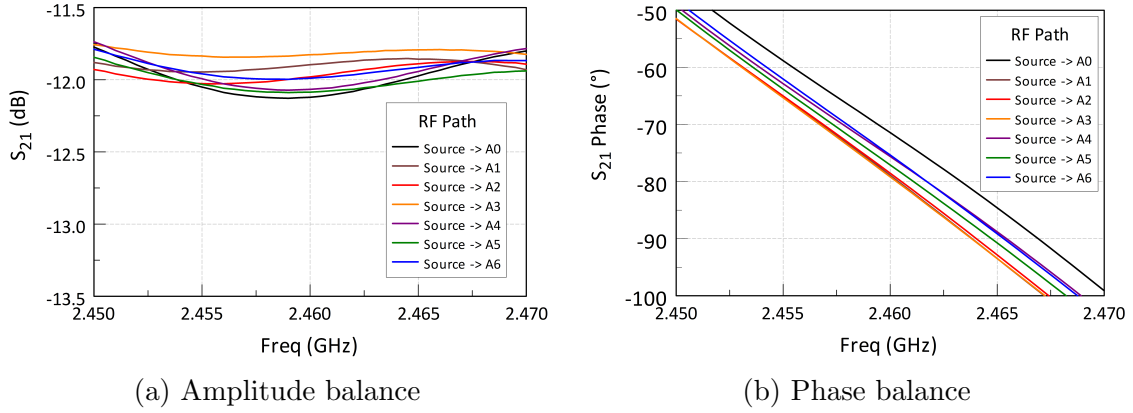 -11.5
-12.0
-12.5
-13.0
-13.5
S21 (dB)
2.450 2.455 2.460 2.465 2.470
Freq (GHz)
RF Path
Source -> A0
Source -> A1
Source -> A2
Source -> A3
Source -> A4
Source -> A5
Source -> A6
(a) Amplitude balance
-50
-60
-70
-80
-90
-100
S21 Phase (°)
2.450 2.455 2.460 2.465 2.470
Freq (GHz)
RF Path
Source -> A0
Source -> A1
Source -> A2
Source -> A3
Source -> A4
Source -> A5
Source -> A6
(b) Phase balance